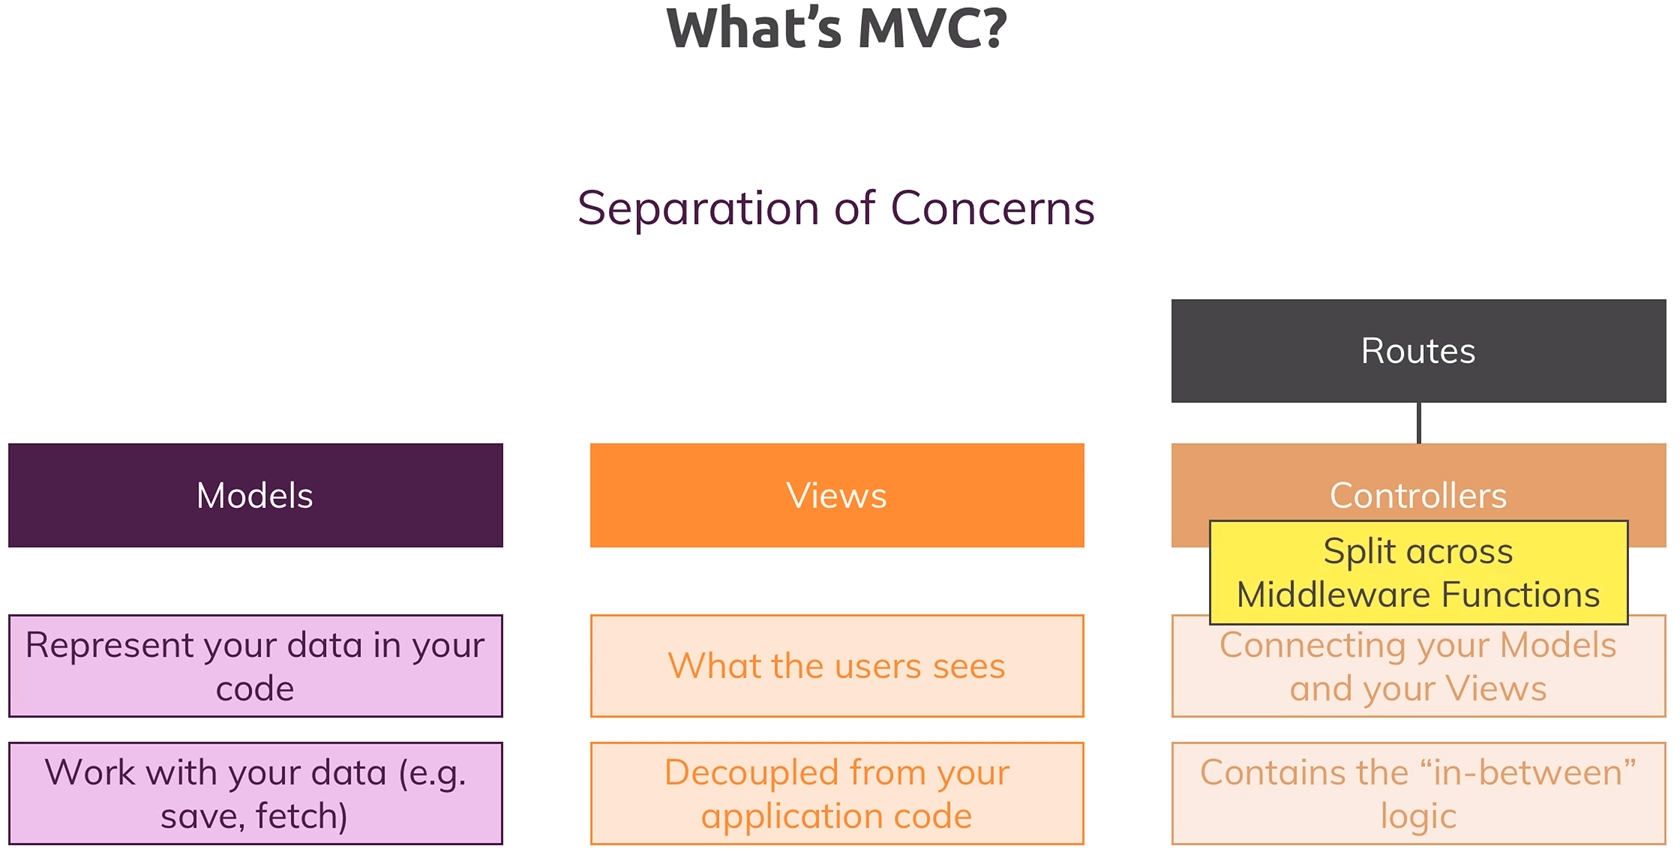 What's MVC?
Separation of Concerns
Routes
Models
Views
Controllers
Split across
Middleware Functions
Represent your data in your
code
What the users sees
Connecting your Models
and your Views
Work with your data (e.g.
save, fetch)
Decoupled from your
application code
Contains the “in-between”
logic